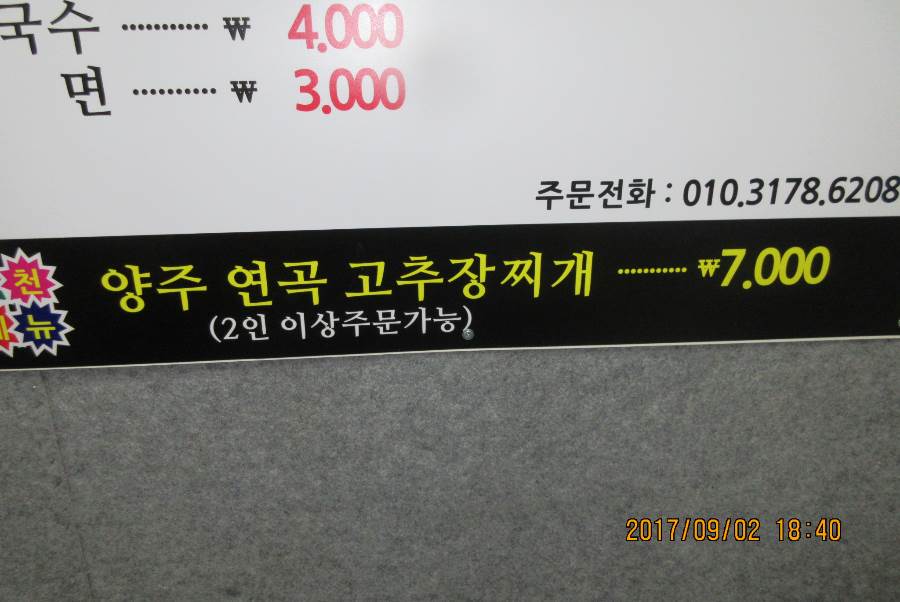 국수 ·········· ₩ 4.000
면 ·········· ₩ 3.000
주문전화 : 010.3178.6208
천
뉴
양주 연곡 고추장찌개 ············ ₩7.000
(2인 이상주문가능)
2017/09/02 18:40